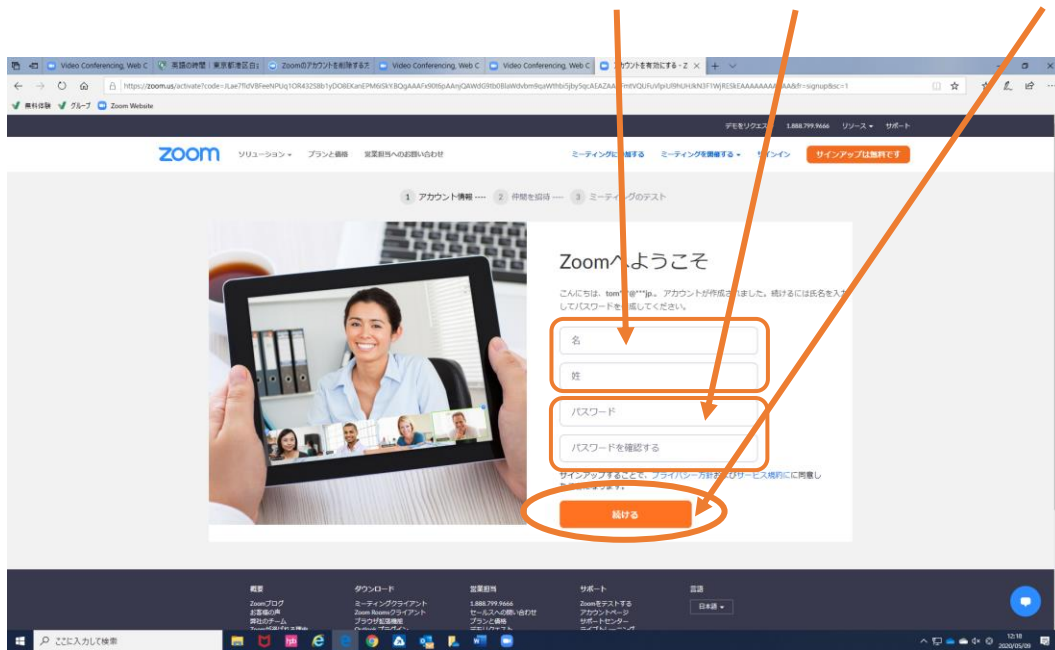 Video Conferencing, Web C
英語の時間 | 東京都港区白
Zoomのアカウントを削除する方
Video Conferencing, Web C
Video Conferencing, Web C
アカウントを有効にする - Z
無料体験
グループ
Zoom Website
デモをリクエスト 1.888.799.9666 リソース サポート
zoom ソリューション プランと価格 営業担当へのお問い合わせ ミーティングに参加する ミーティングを開催する サインイン サインアップは無料です
1 アカウント情報 ---- 2 仲間を招待 ---- 3 ミーティングのテスト
Zoomへようこそ
こんにちは、tom***@***jp.。 アカウントが作成されました。続けるには氏名を入力
してパスワードを作成してください。
名
姓
パスワード
パスワードを確認する
サインアップすることで、プライバシー方針およびサービス規約にに同意し
続ける
概要 ダウンロード 営業担当 サポート 言語
Zoomブログ ミーティングクライアント 1.888.799.9666 Zoomをテストする 日本語
お客様の声 Zoom Roomsクライアント セールスへの問い合わせ アカウントページ
弊社のチーム ブラウザ拡張機能 プランと価格 サポートセンター
ここに入力して検索
12:18
2020/05/09